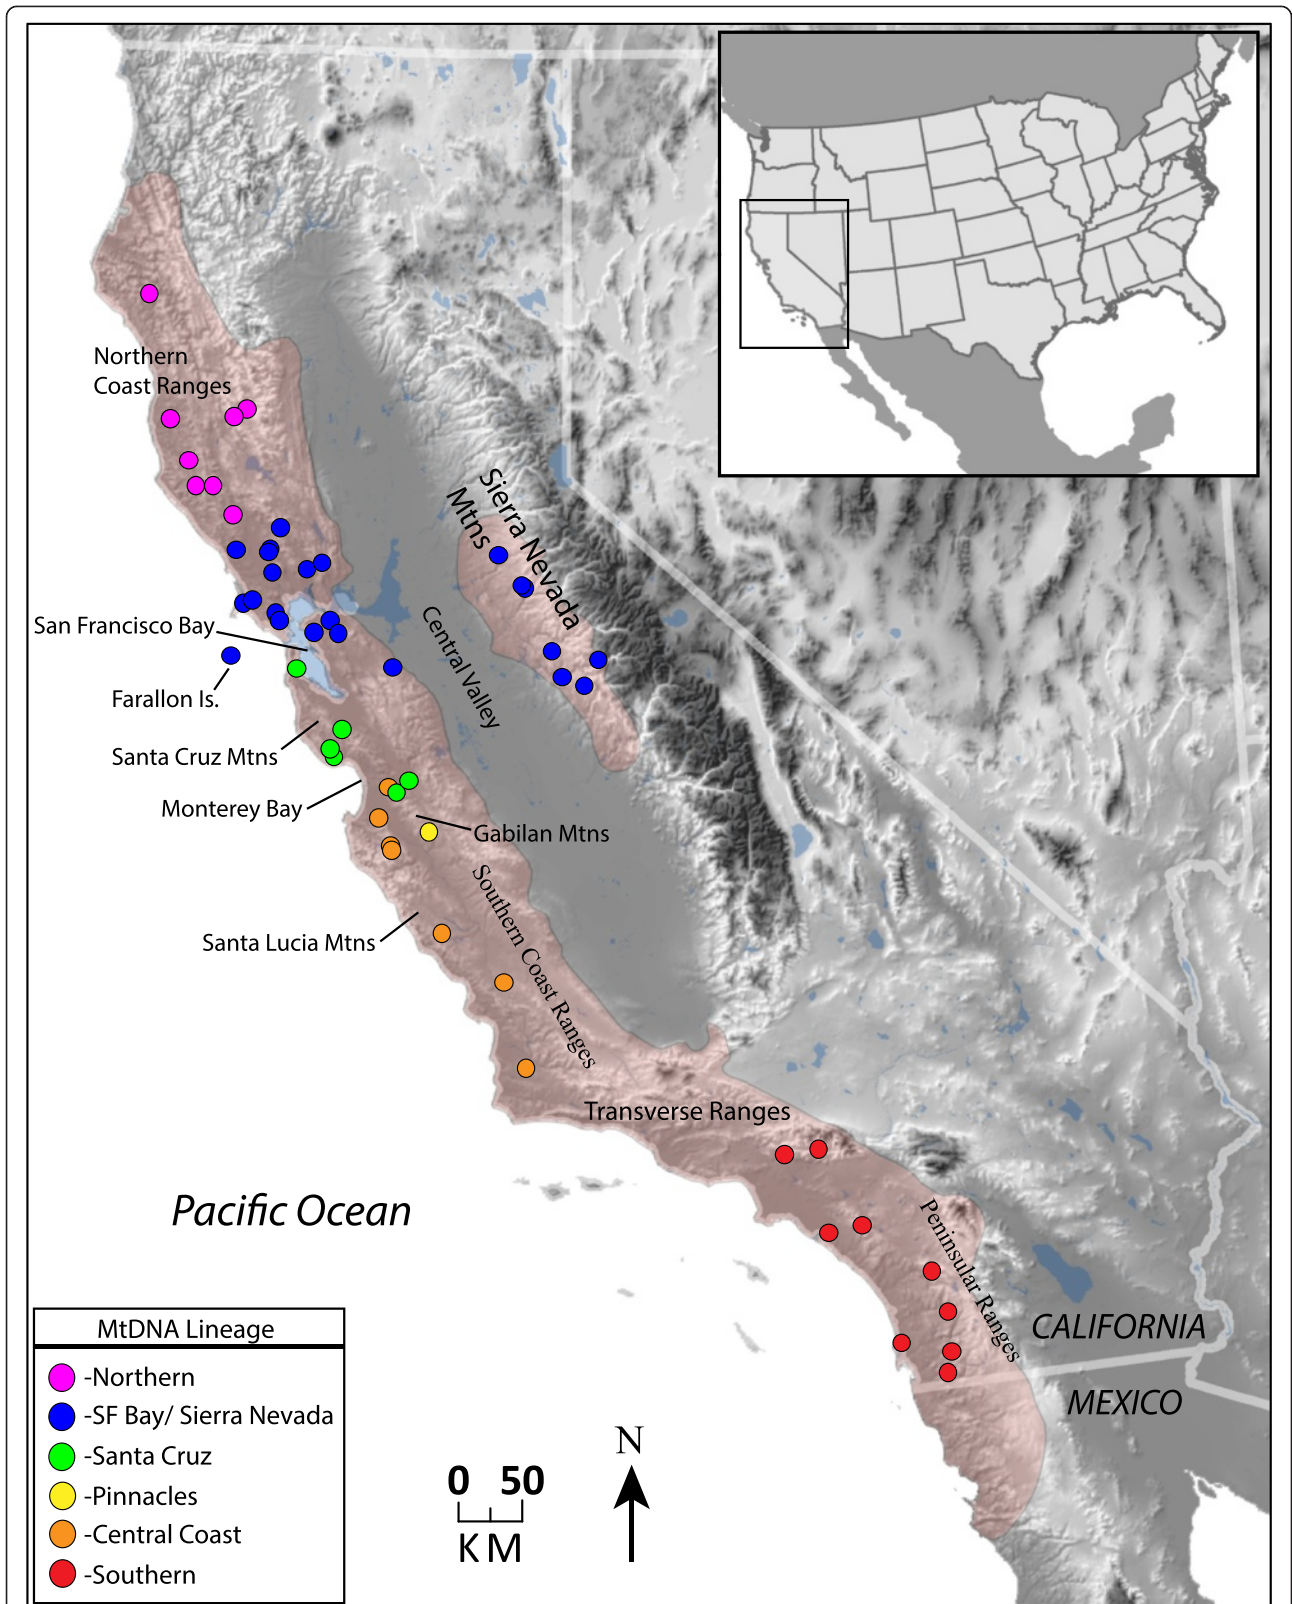 Northern
Coast Ranges
Sierra Nevada
Mtns
San Francisco Bay
Central Valley
Farallon Is.
Santa Cruz Mtns
Monterey Bay
Gabilan Mtns
Southern Coast Ranges
Santa Lucia Mtns
Transverse Ranges
Pacific Ocean
Peninsular Ranges
CALIFORNIA
MEXICO
MtDNA Lineage
-Northern
-SF Bay/ Sierra Nevada
-Santa Cruz
-Pinnacles
-Central Coast
-Southern
0 50
KM
N